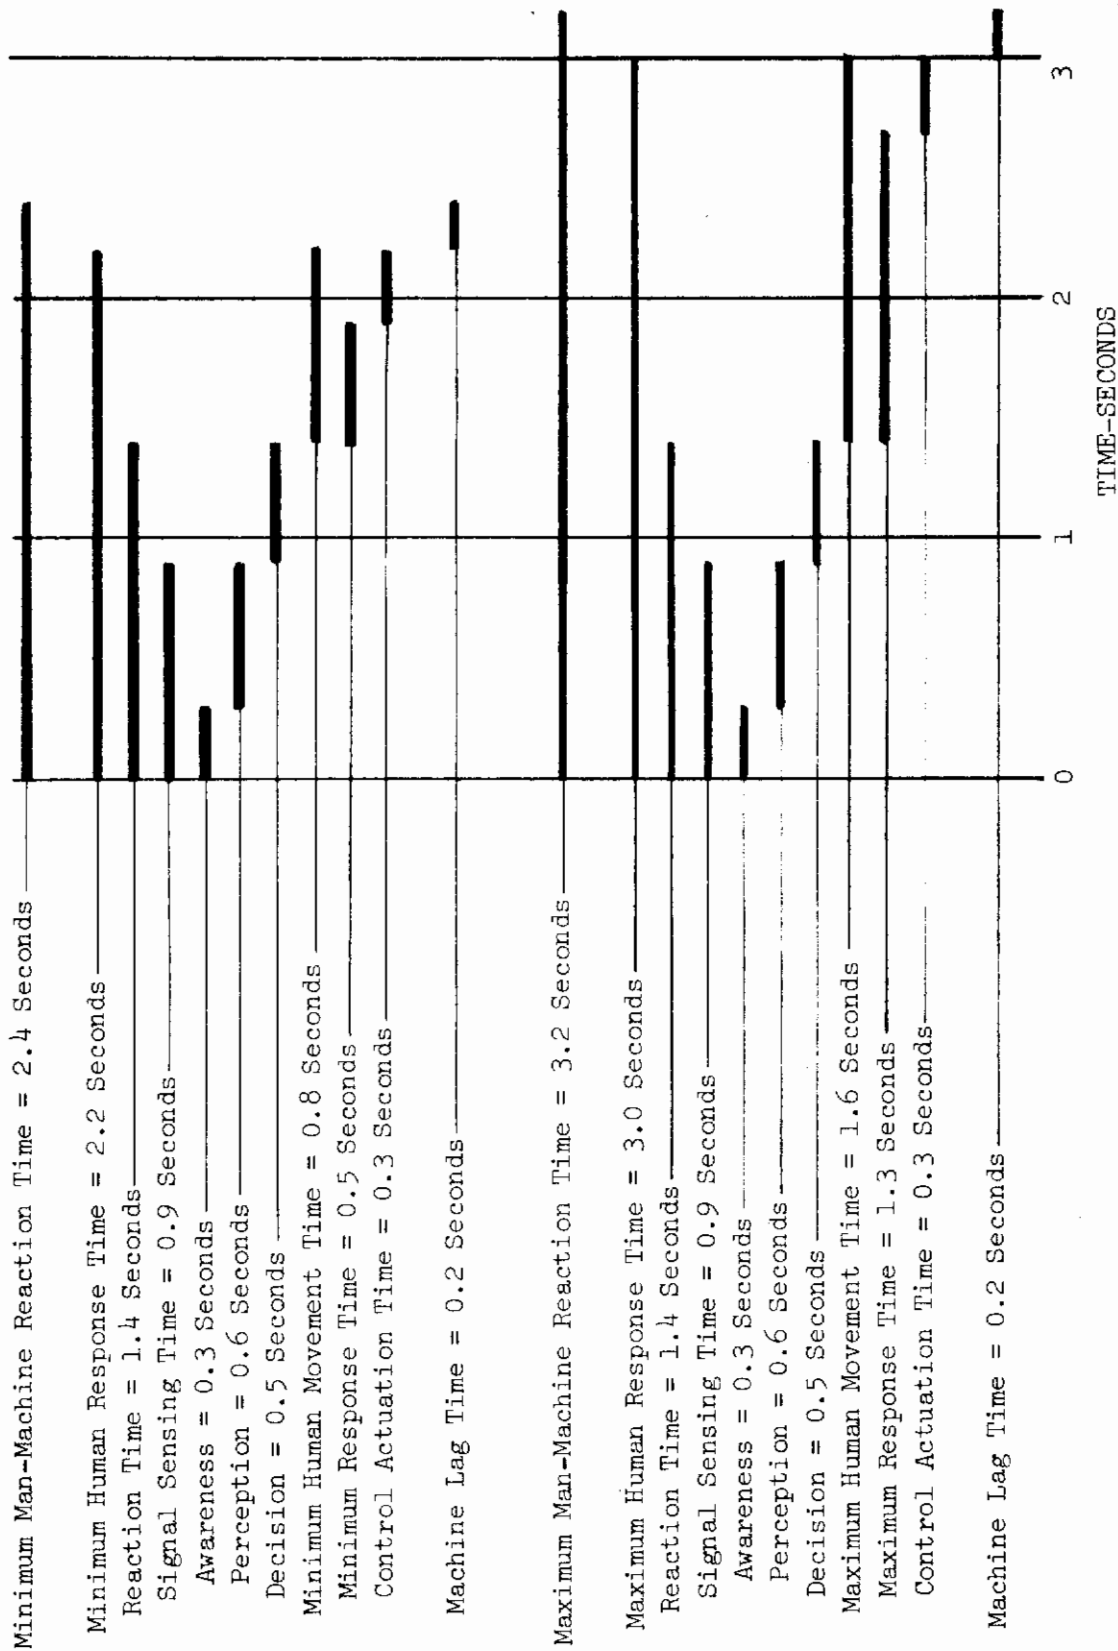 Minimum Man-Machine Reaction Time = 2.4 Seconds
Minimum Human Response Time = 2.2 Seconds
Reaction Time = 1.4 Seconds
Signal Sensing Time = 0.9 Seconds
Awareness = 0.3 Seconds
Perception = 0.6 Seconds
Decision = 0.5 Seconds
Minimum Human Movement Time = 0.8 Seconds
Minimum Response Time = 0.5 Seconds
Control Actuation Time = 0.3 Seconds
Machine Lag Time = 0.2 Seconds
Maximum Man-Machine Reaction Time = 3.2 Seconds
Maximum Human Response Time = 3.0 Seconds
Reaction Time = 1.4 Seconds
Signal Sensing Time = 0.9 Seconds
Awareness = 0.3 Seconds
Perception = 0.6 Seconds
Decision = 0.5 Seconds
Maximum Human Movement Time = 1.6 Seconds
Maximum Response Time = 1.3 Seconds
Control Actuation Time = 0.3 Seconds
Machine Lag Time = 0.2 Seconds
0 1 2 3
TIME-SECONDS